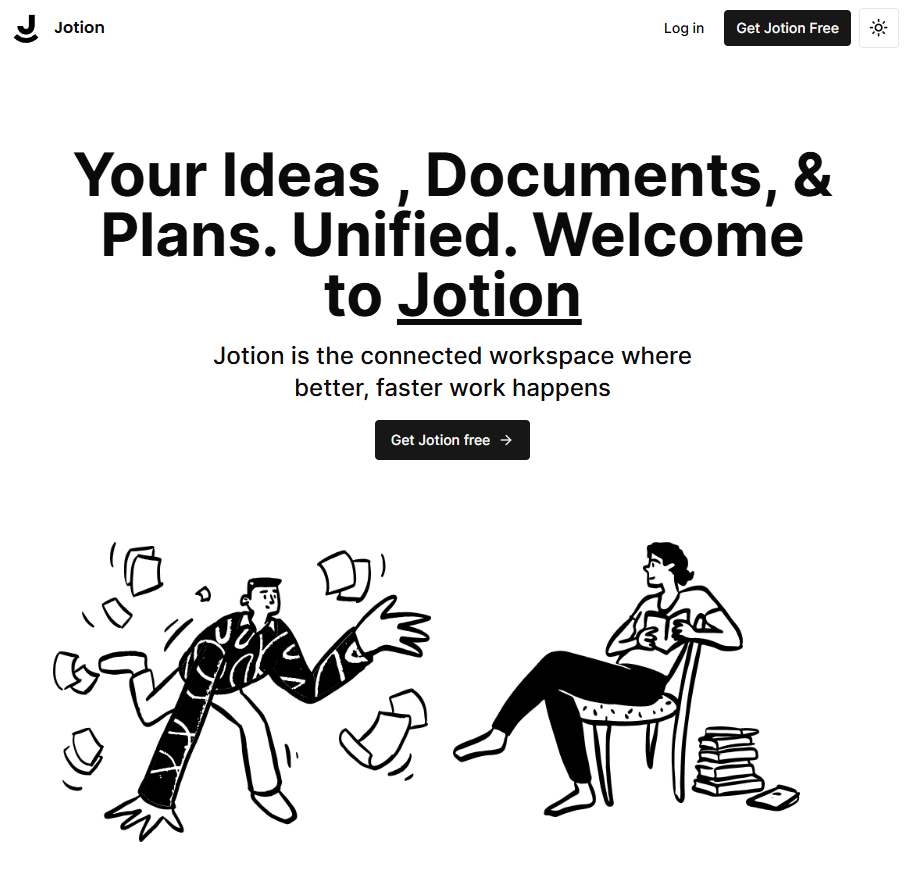 Jotion
Log in
Get Jotion Free
Your Ideas , Documents, &
Plans. Unified. Welcome
to Jotion
Jotion is the connected workspace where
better, faster work happens
Get Jotion free